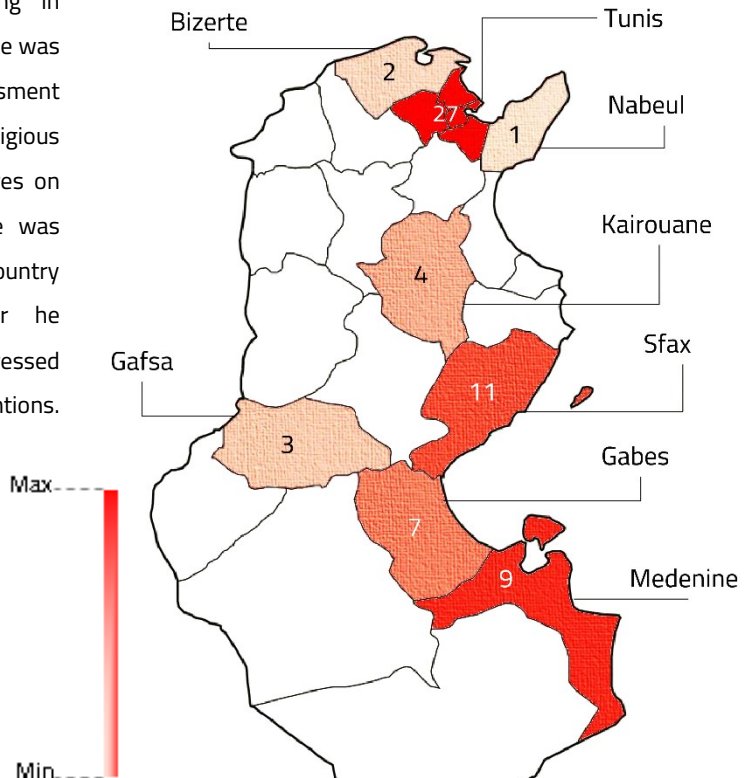 ng in
e was
sment
igious
es on
e was
ountry
r he
essed
ntions.
Bizerte
Tunis
2
27
Nabeul
1
Kairouane
4
Sfax
Gafsa
11
3
Gabes
Max
7
9
Medenine
Min